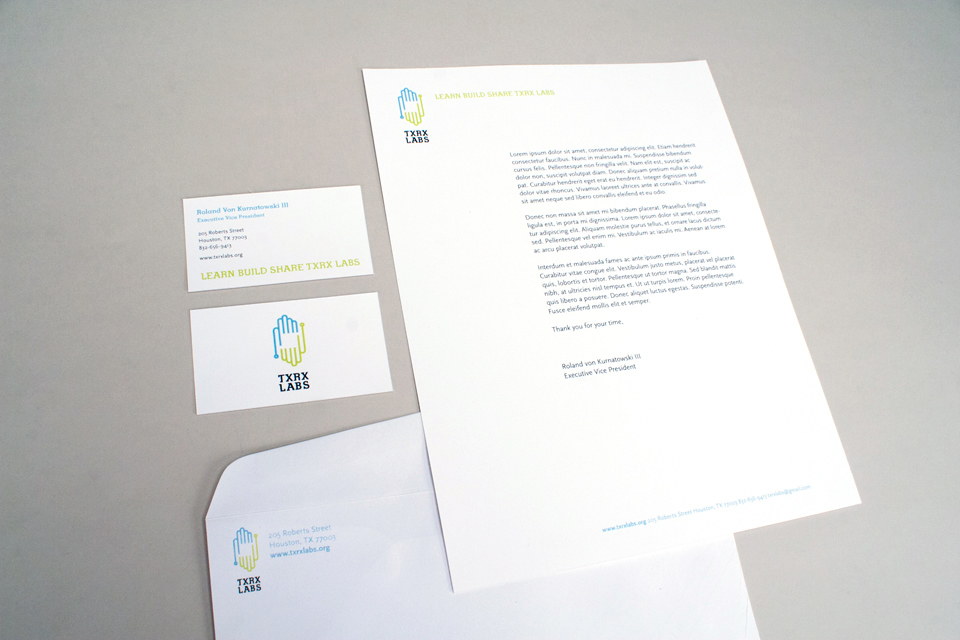 TXRX
LABS
LEARN BUILD SHARE TXRX LABS
Lorem ipsum dolor sit amet, consectetur adipiscing elit. Etiam hendrerit
consectetur faucibus. Nunc in malesuada mi. Suspendisse bibendum
cursus felis. Pellentesque non fringilla velit. Nam elit est, suscipit ac
dolor non, suscipit volutpat diam. Donec aliquam pretium nulla in volut-
pat. Curabitur hendrerit eget erat eu hendrerit. Integer dignissim sed
dolor vitae rhoncus. Vivamus laoreet ultrices ante at convallis. Vivamus
sit amet neque sed libero convallis eleifend et eu odio.
Donec non massa sit amet mi bibendum placerat. Phasellus fringilla
ligula est, in porta mi dignissima. Lorem ipsum dolor sit amet, consecte
tur adipiscing elit. Aliquam molestie purus tellus, et ornare lacus dictum
sed. Pellentesque vel enim mi. Vestibulum ac iaculis mi. Aenean at lorem
ac arcu placerat volutpat.
Interdum et malesuada fames ac ante ipsum primis in faucibus.
Curabitur vitae congue elit. Vestibulum justo metus, placerat vel placerat
nibh, at ultricies nisl tempus et. Ut ut turpis lorem. Proin pellentesque
quis, lobortis et tortor. Pellentesque ut tortor magna. Sed blandit mattis
quis libero a posuere. Donec aliquet luctus egestas. Suspendisse potenti.
Fusce eleifend mollis elit et semper.
Thank you for your time,
Roland von Kurnatowski III
Executive Vice President
www.txrxlabs.org 205 Roberts Street Houston, TX 77003 832-656-9413 txrxlabs@gmail.com
Roland Von Kurnatowski III
Executive Vice President
205 Roberts Street
Houston, TX 77003
832-656-9413
www.txrxlabs.org
LEARN BUILD SHARE TXRX LABS
TXRX
LABS
205 Roberts Street
Houston, TX 77003
www.txrxlabs.org
TXRX
LABS